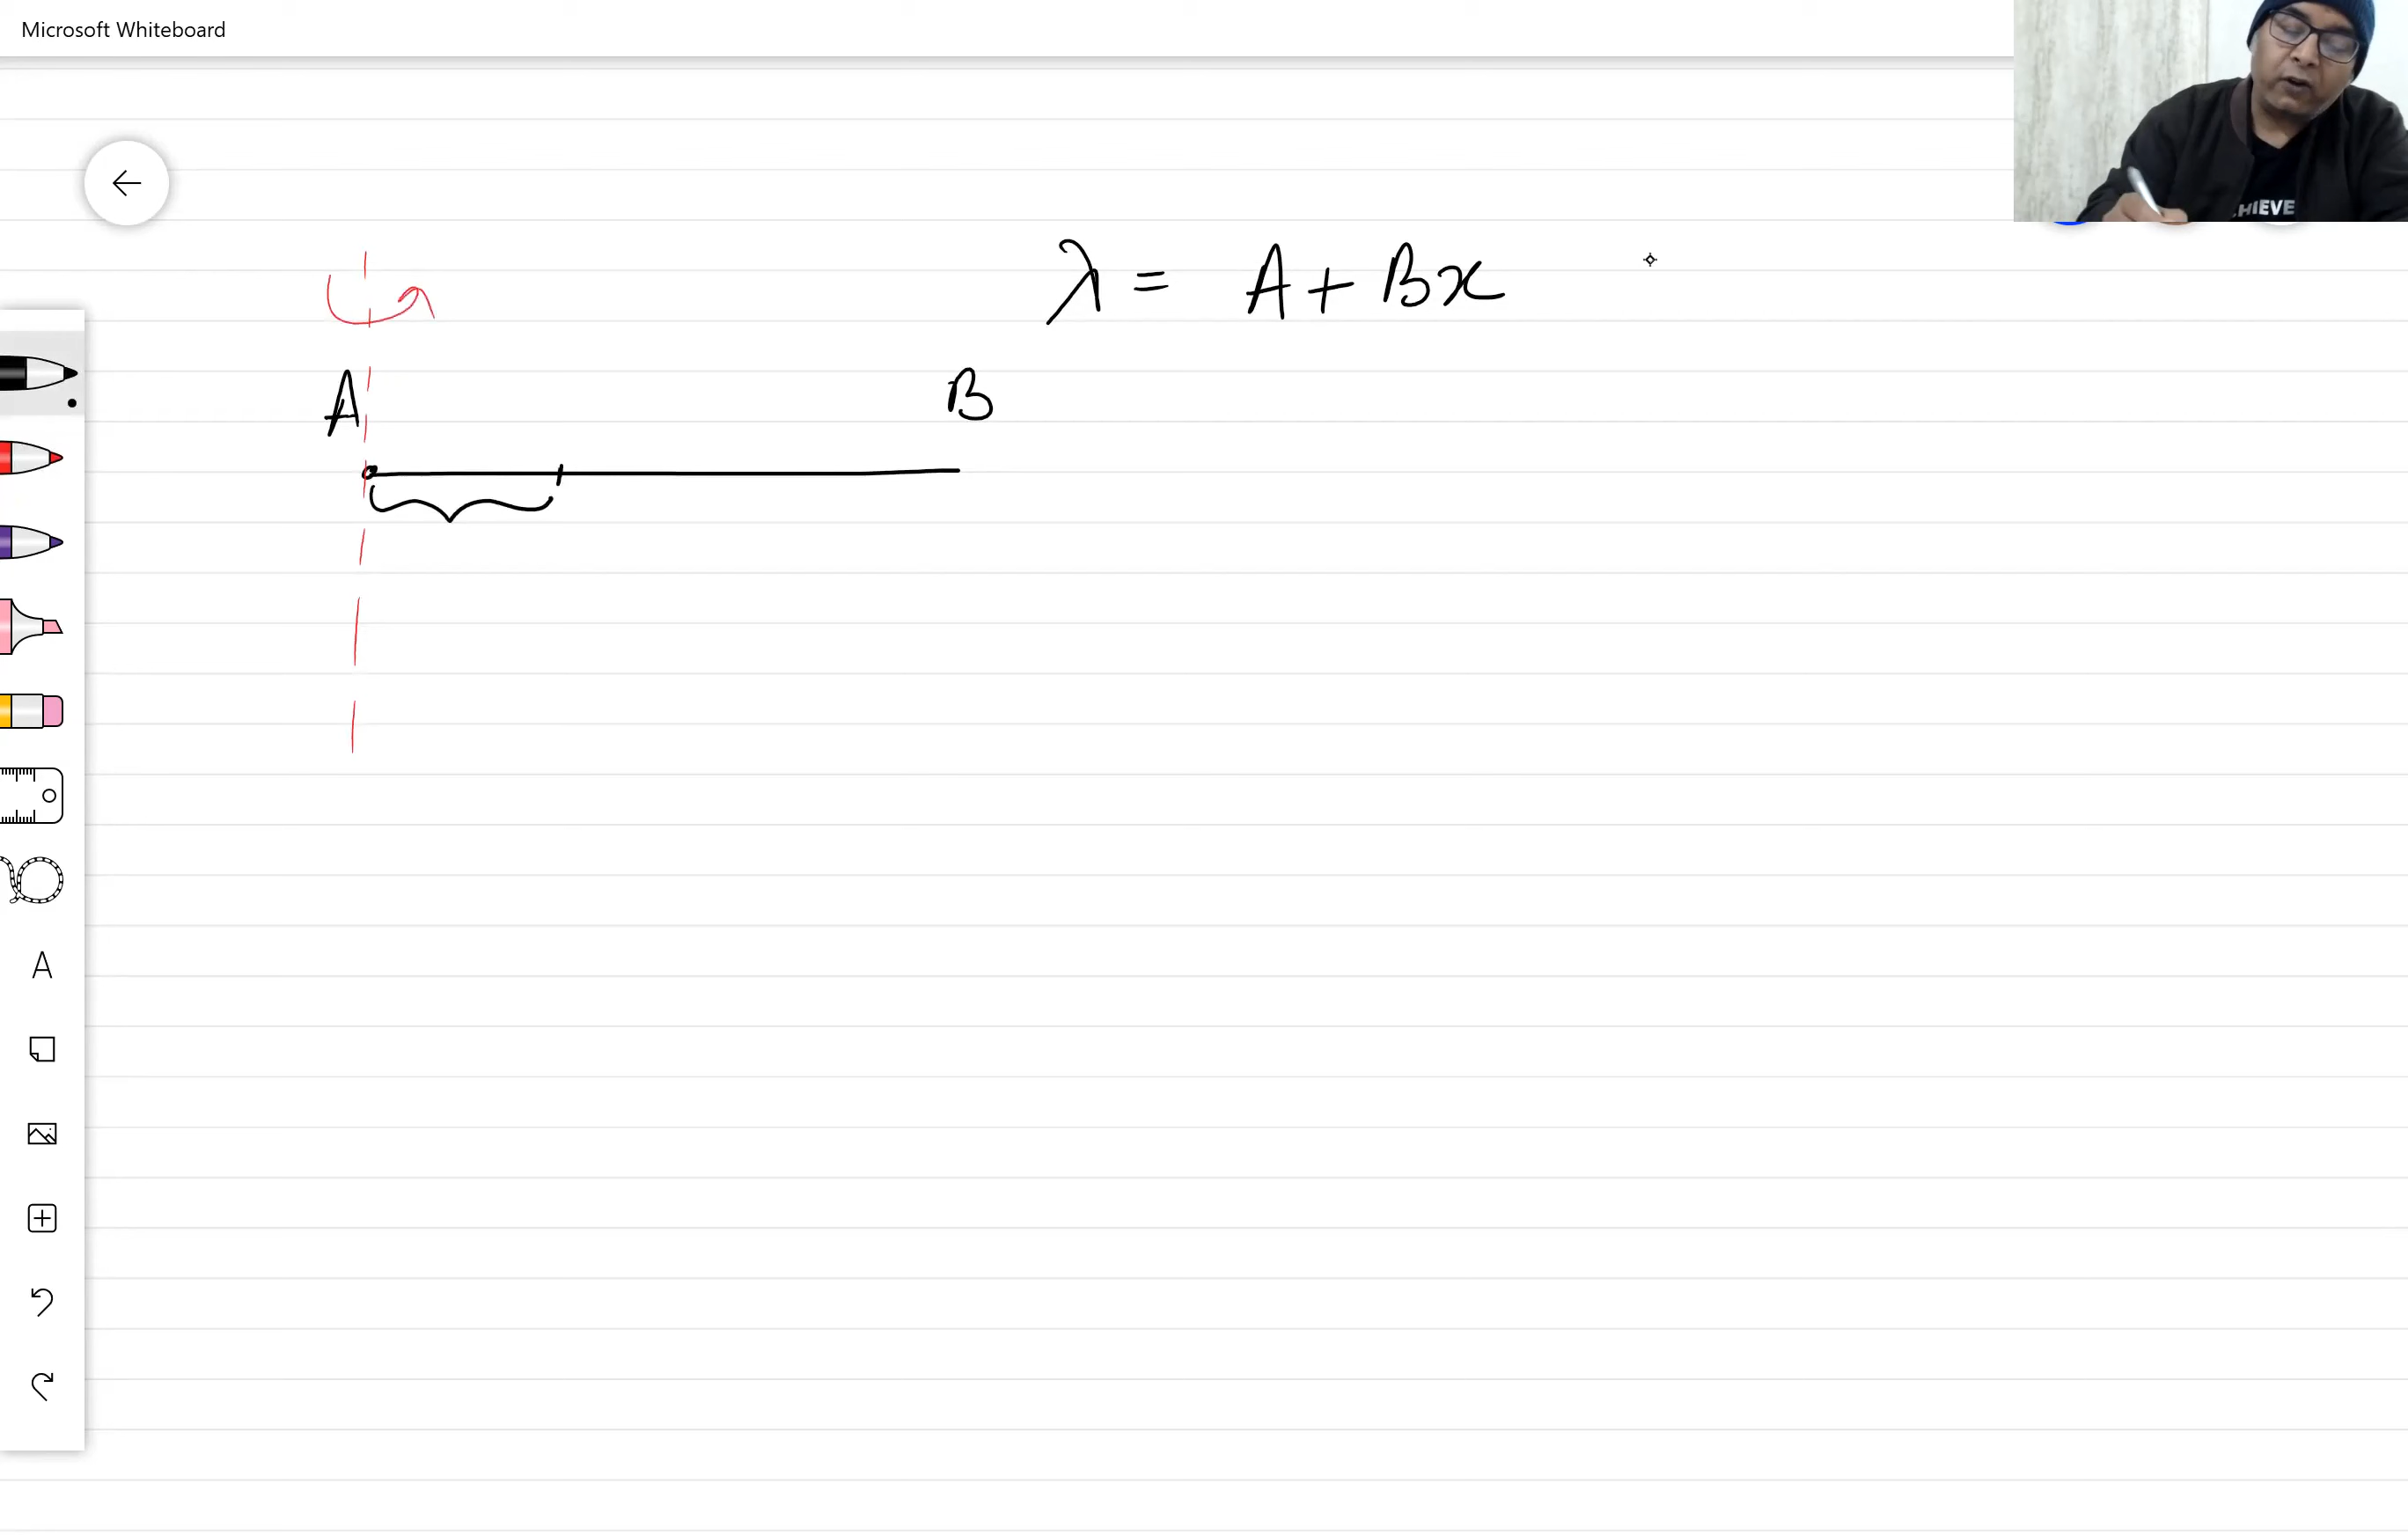 Microsoft Whiteboard
HIEVE
λ = A + Bx
A B
A